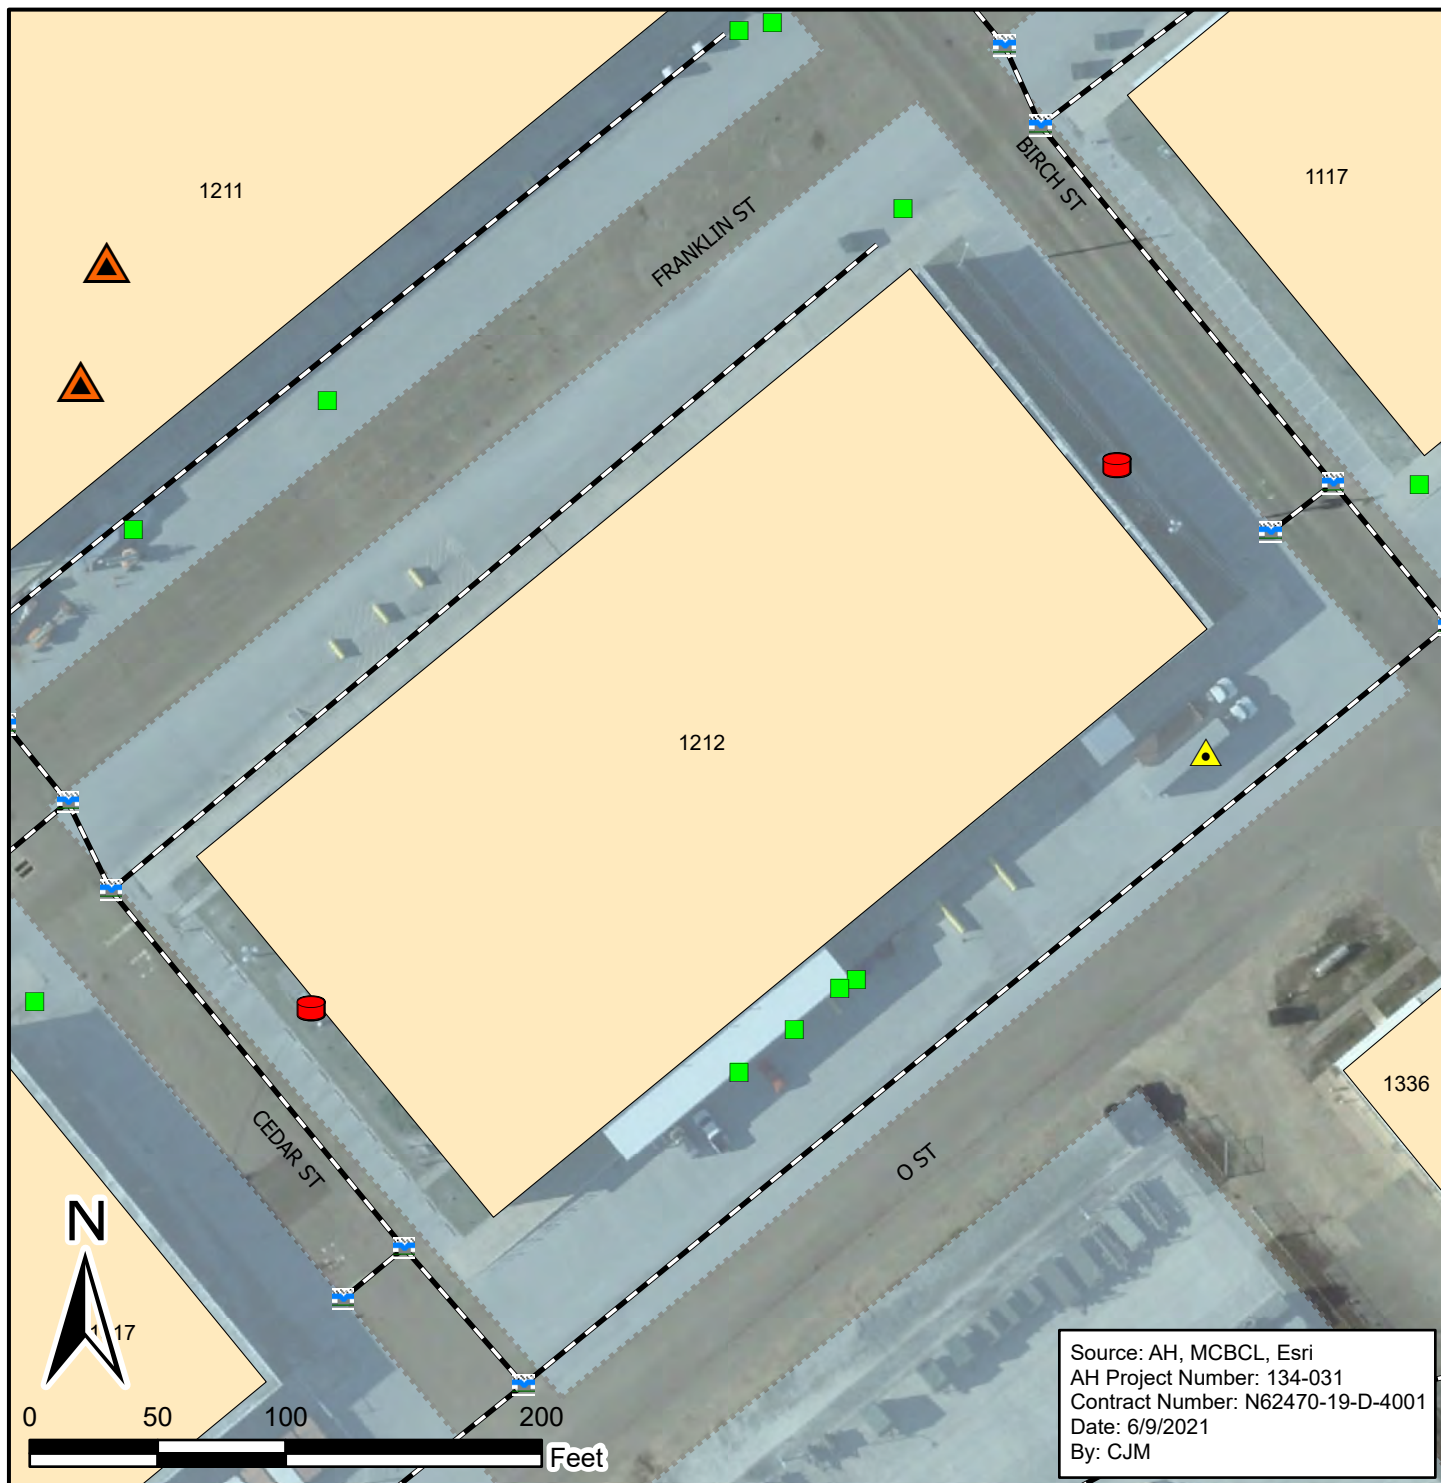 1211
1117
BIRCH ST
FRANKLIN ST
1212
1336
CEDAR ST
O ST
N
17
0 50 100 200
Feet
Source: AH, MCBCL, Esri
AH Project Number: 134-031
Contract Number: N62470-19-D-4001
Date: 6/9/2021
By: CJM